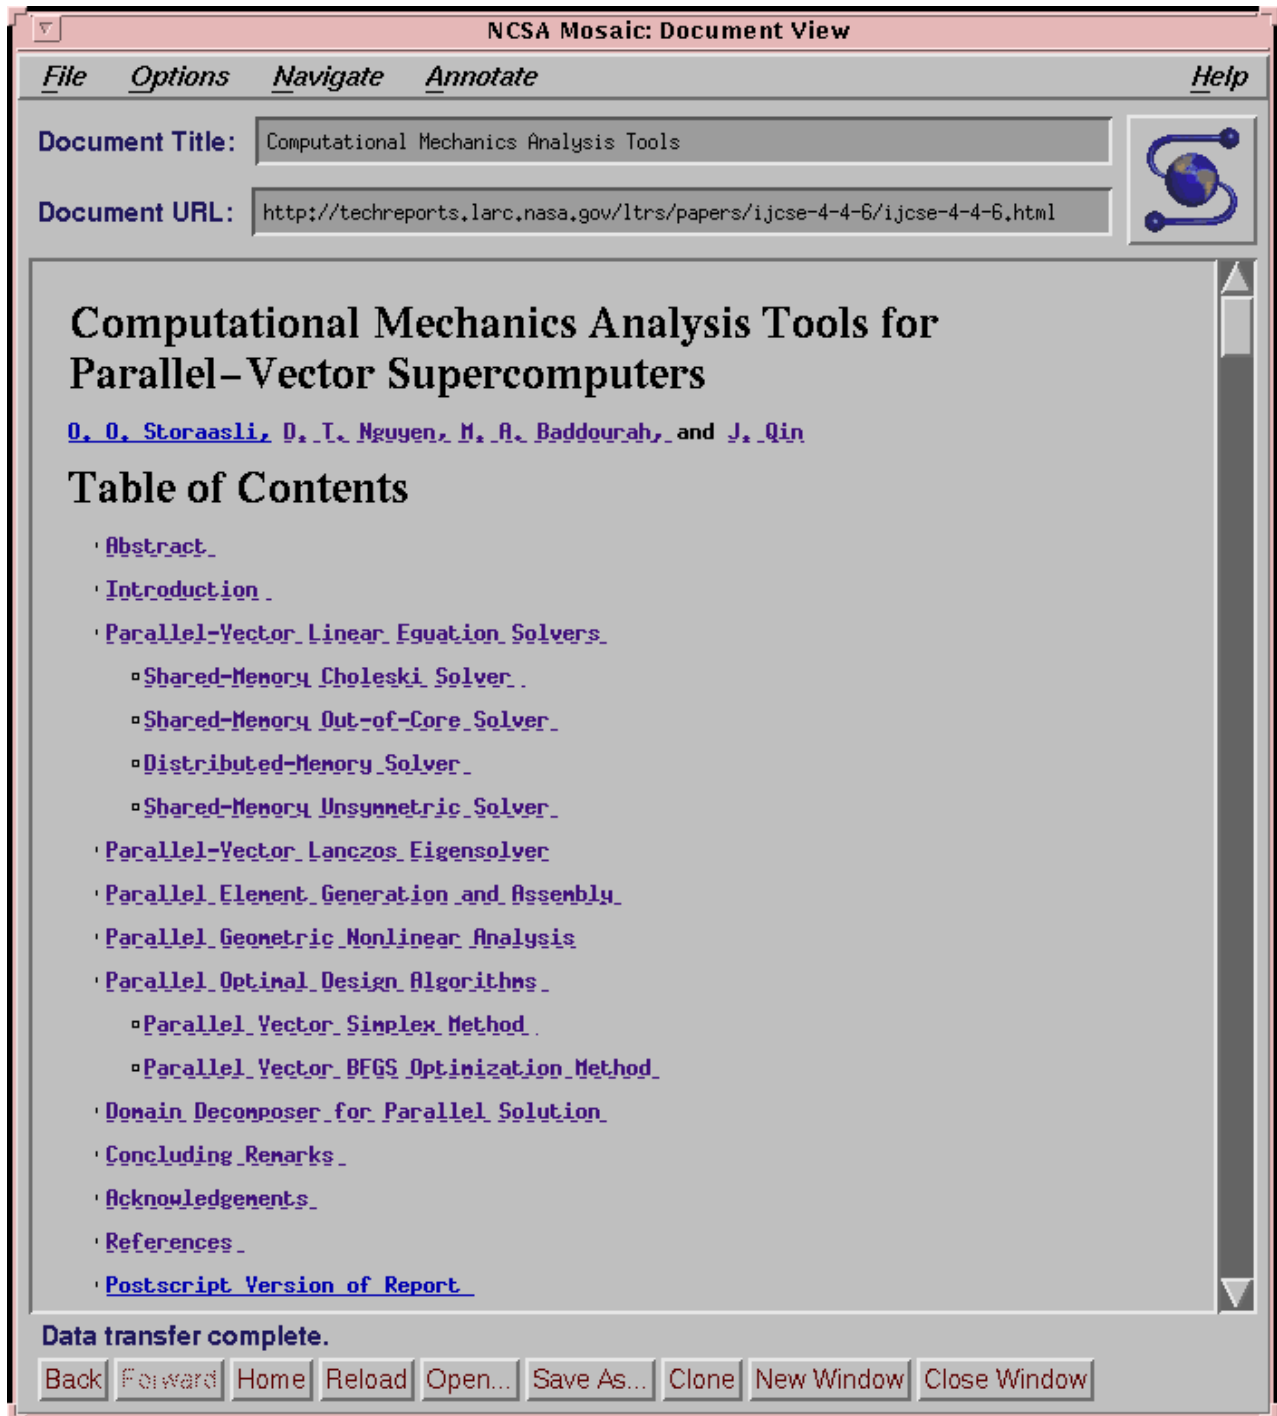 NCSA Mosaic: Document View
File Options Navigate Annotate Help
Document Title: Computational Mechanics Analysis Tools
Document URL: http://techreports.larc.nasa.gov/ltrs/papers/ijcse-4-4-6/ijcse-4-4-6.html
Computational Mechanics Analysis Tools for
Parallel-Vector Supercomputers
O. O. Storaasli, D. T. Nguyen, M. A. Baddourah, and J. Qin
Table of Contents
Abstract
Introduction
Parallel-Vector Linear Equation Solvers
Shared-Memory Choleski Solver
Shared-Memory Out-of-Core Solver
Distributed-Memory Solver
Shared-Memory Unsymmetric Solver
Parallel-Vector Lanczos Eigensolver
Parallel Element Generation and Assembly
Parallel Geometric Nonlinear Analysis
Parallel Optimal Design Algorithms
Parallel Vector Simplex Method
Parallel Vector BFGS Optimization Method
Domain Decomposer for Parallel Solution
Concluding Remarks
Acknowledgements
References
Postscript Version of Report
Data transfer complete.
Back Forward Home Reload Open... Save As... Clone New Window Close Window